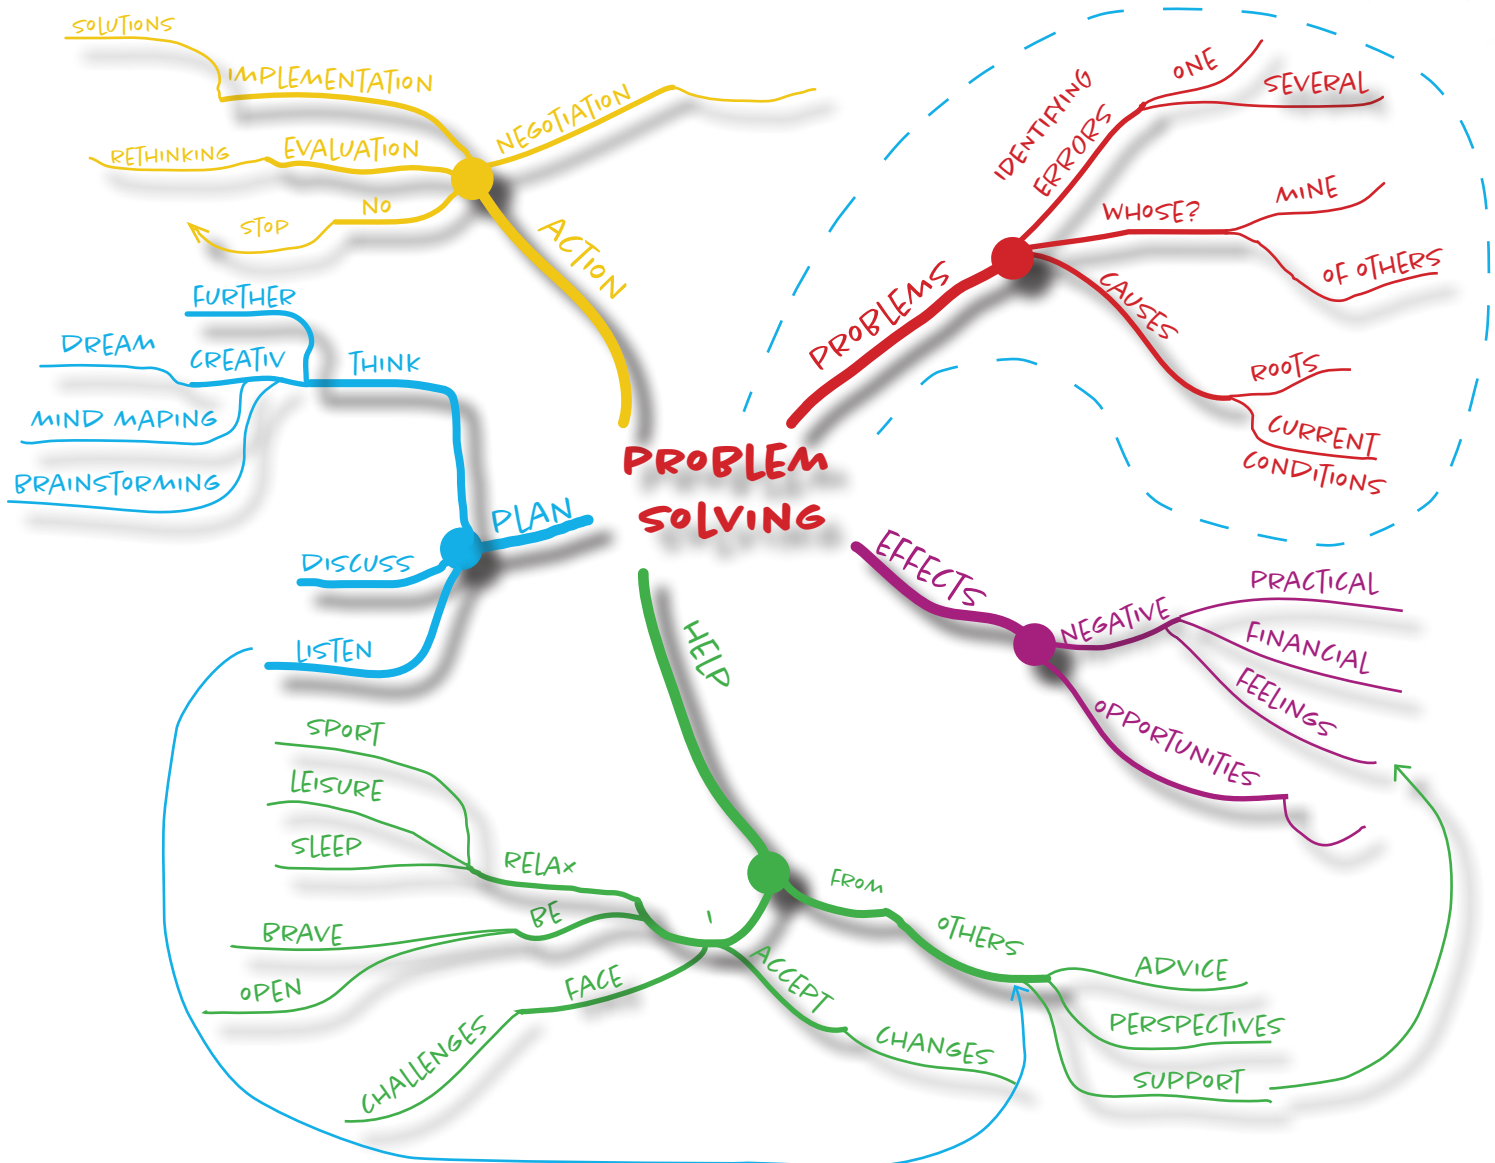 PROBLEM
SOLVING
PROBLEMS
IDENTIFYING
ERRORS
ONE
SEVERAL
WHOSE?
MINE
OF OTHERS
CAUSES
ROOTS
CURRENT
CONDITIONS
EFFECTS
NEGATIVE
PRACTICAL
FINANCIAL
FEELINGS
OPPORTUNITIES
HELP
FROM
OTHERS
ADVICE
PERSPECTIVES
SUPPORT
I
ACCEPT
CHANGES
FACE
CHALLENGES
BE
BRAVE
OPEN
RELAX
SPORT
LEISURE
SLEEP
PLAN
LISTEN
DISCUSS
THINK
FURTHER
CREATIV
DREAM
MIND MAPING
BRAINSTORMING
ACTION
NO
STOP
EVALUATION
RETHINKING
IMPLEMENTATION
SOLUTIONS
NEGOTIATION